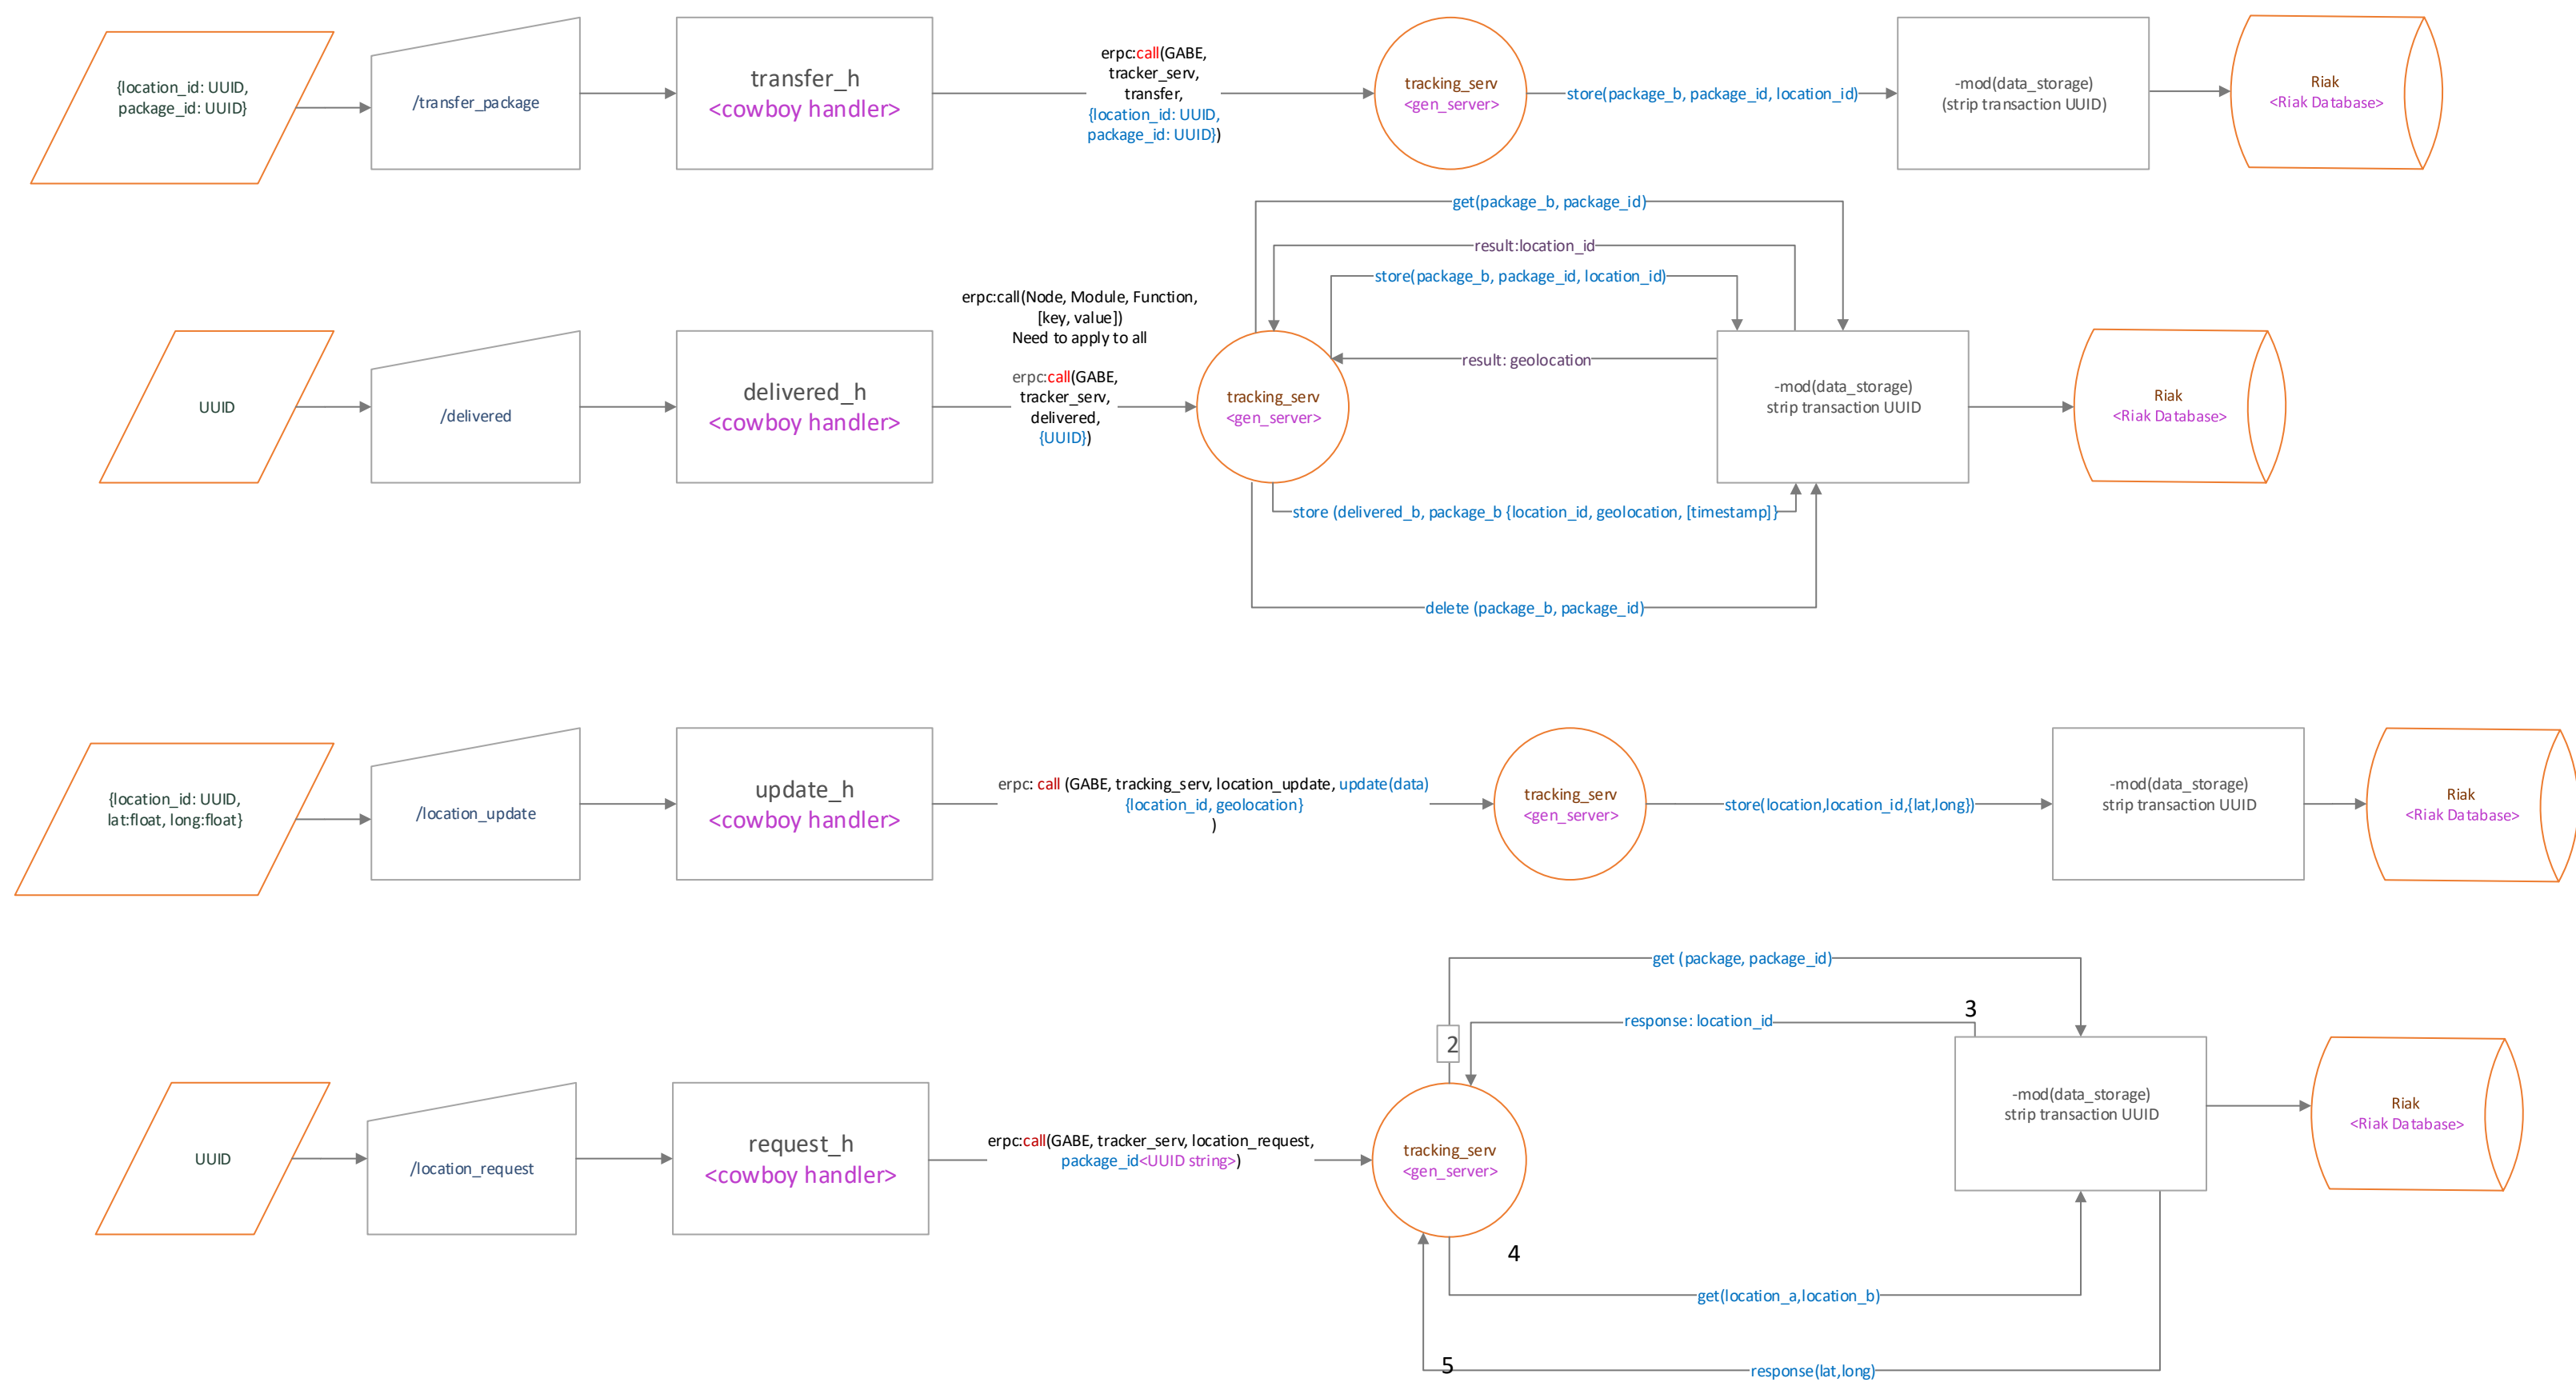 {location_id: UUID,
package_id: UUID}
/transfer_package
transfer_h
<cowboy handler>
erpc:call(GABE,
tracker_serv,
transfer,
{location_id: UUID,
package_id: UUID})
tracking_serv
<gen_server>
store(package_b, package_id, location_id)
-mod(data_storage)
(strip transaction UUID)
Riak
<Riak Database>
get(package_b, package_id)
result:location_id
store(package_b, package_id, location_id)
result: geolocation
erpc:call(Node, Module, Function,
[key, value])
Need to apply to all
UUID
/delivered
delivered_h
<cowboy handler>
erpc:call(GABE,
tracker_serv,
delivered,
{UUID})
tracking_serv
<gen_server>
-mod(data_storage)
strip transaction UUID
Riak
<Riak Database>
store (delivered_b, package_b {location_id, geolocation, [timestamp]}
delete (package_b, package_id)
{location_id: UUID,
lat:float, long:float}
/location_update
update_h
<cowboy handler>
erpc: call (GABE, tracking_serv, location_update, update(data)
{location_id, geolocation}
)
tracking_serv
<gen_server>
store(location,location_id,{lat,long})
-mod(data_storage)
strip transaction UUID
Riak
<Riak Database>
get (package, package_id)
3
response: location_id
2
UUID
/location_request
request_h
<cowboy handler>
erpc:call(GABE, tracker_serv, location_request,
package_id<UUID string>)
tracking_serv
<gen_server>
-mod(data_storage)
strip transaction UUID
Riak
<Riak Database>
4
get(location_a,location_b)
5
response(lat,long)